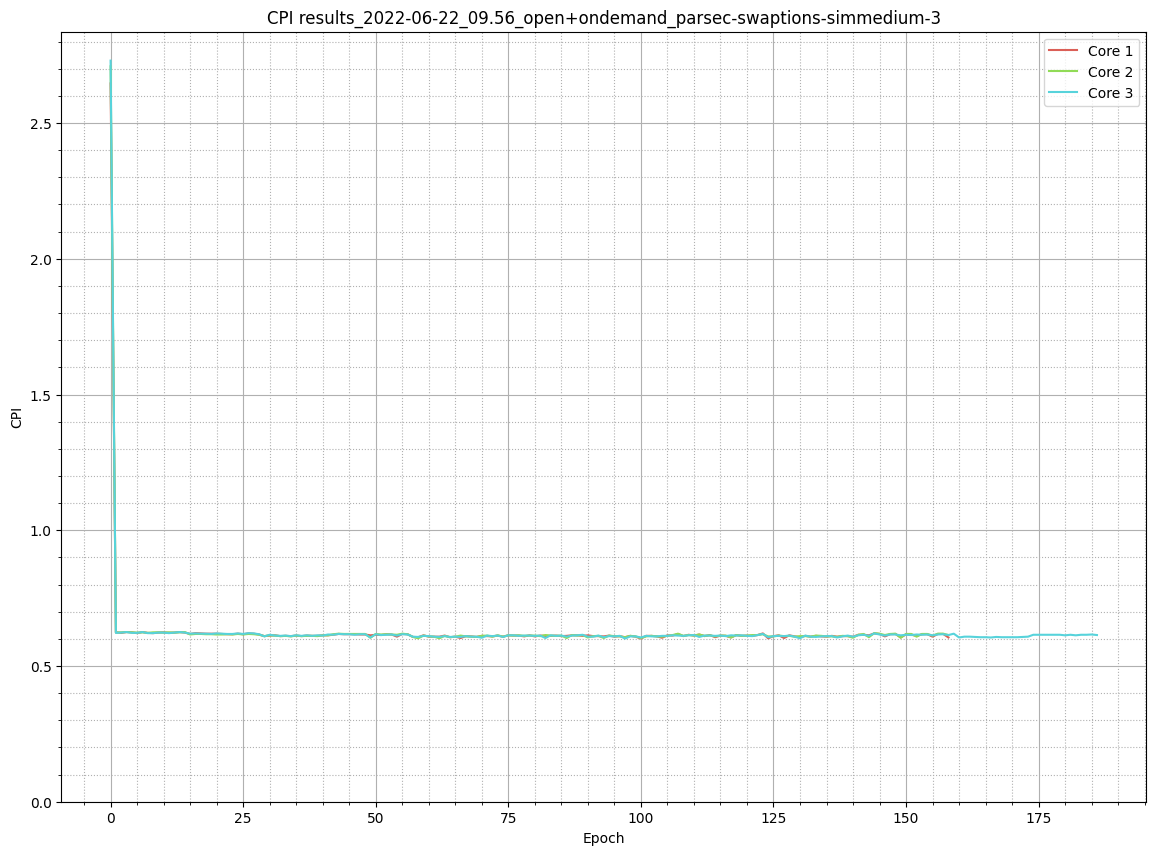 CPI results_2022-06-22_09.56_open+ondemand_parsec-swaptions-simmedium-3
Core 1
Core 2
Core 3
2.5
2.0
1.5
1.0
0.5
0.0
CPI
0 25 50 75 100 125 150 175
Epoch